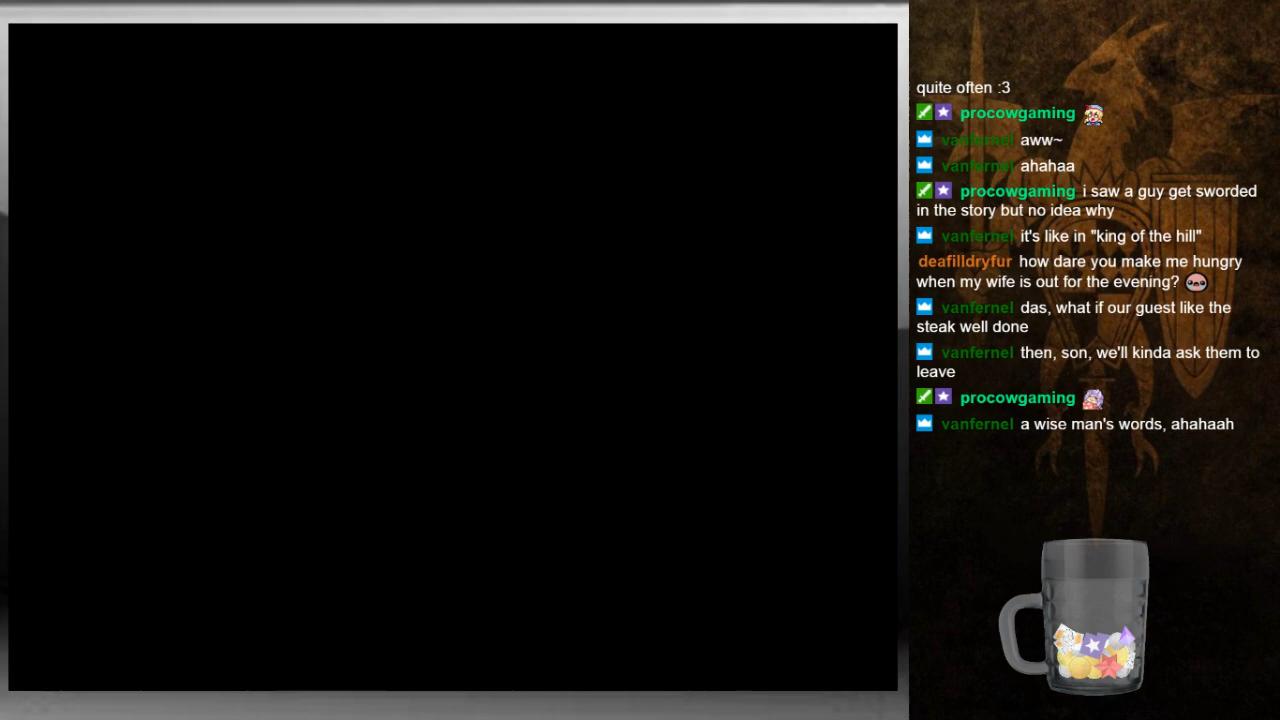 quite often :3
procowgaming
vanfernel aww~
vanfernel ahahaa
procowgaming i saw a guy get sworded
in the story but no idea why
vanfernel it's like in "king of the hill"
deafilldryfur how dare you make me hungry
when my wife is out for the evening?
vanfernel das, what if our guest like the
steak well done
vanfernel then, son, we'll kinda ask them to
leave
procowgaming
vanfernel a wise man's words, ahahaah